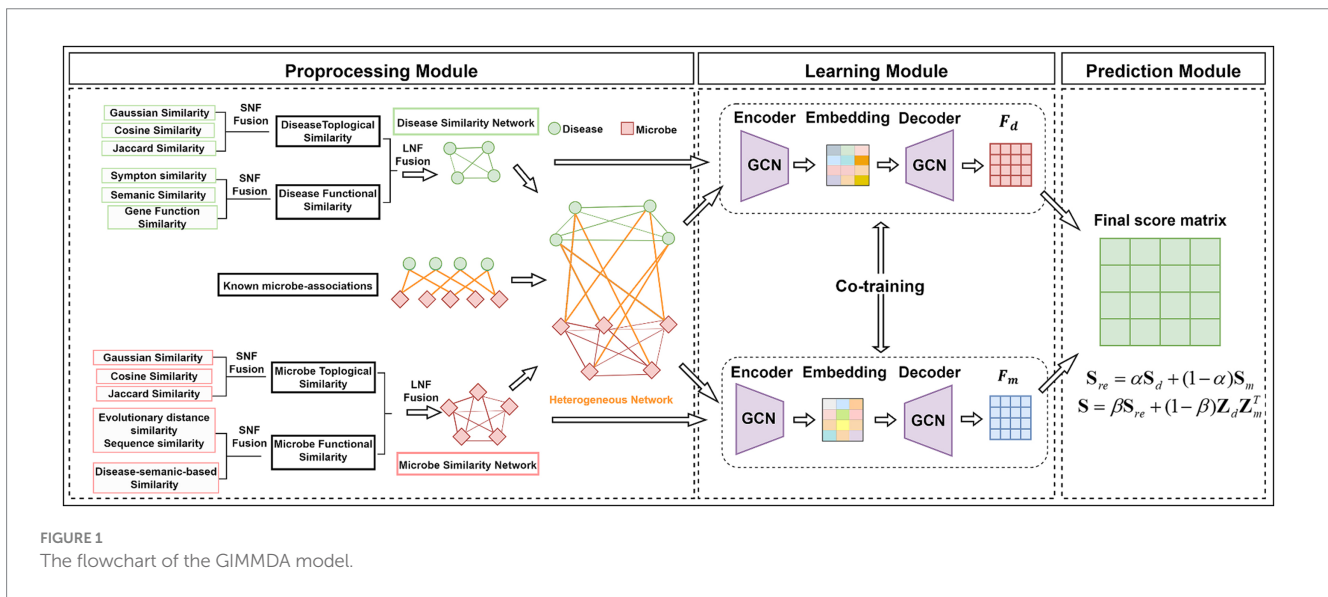 Proprocessing Module
Learning Module
Prediction Module
Gaussian Similarity
Cosine Similarity
Jaccard Similarity
SNF
Fusion
DiseaseToplogical
Similarity
Sympton similarity
Semanic Similarity
Gene Function
Similarity
SNF
Fusion
Disease Functional
Similarity
LNF
Fusion
Disease Similarity Network
Disease
Microbe
Known microbe-associations
Gaussian Similarity
Cosine Similarity
Jaccard Similarity
SNF
Fusion
Microbe Toplogical
Similarity
Evolutionary distance
similarity
Sequence similarity
Disease-semanic-based
Similarity
SNF
Fusion
Microbe Functional
Similarity
LNF
Fusion
Microbe Similarity Network
Heterogeneous Network
Encoder
Embedding
Decoder
F_d
GCN
GCN
Co-training
Encoder
Embedding
Decoder
F_m
GCN
GCN
Final score matrix
S_re = αS_d + (1−α)S_m
S = βS_re + (1−β)Z_d Z_m^T
FIGURE 1
The flowchart of the GIMMDA model.